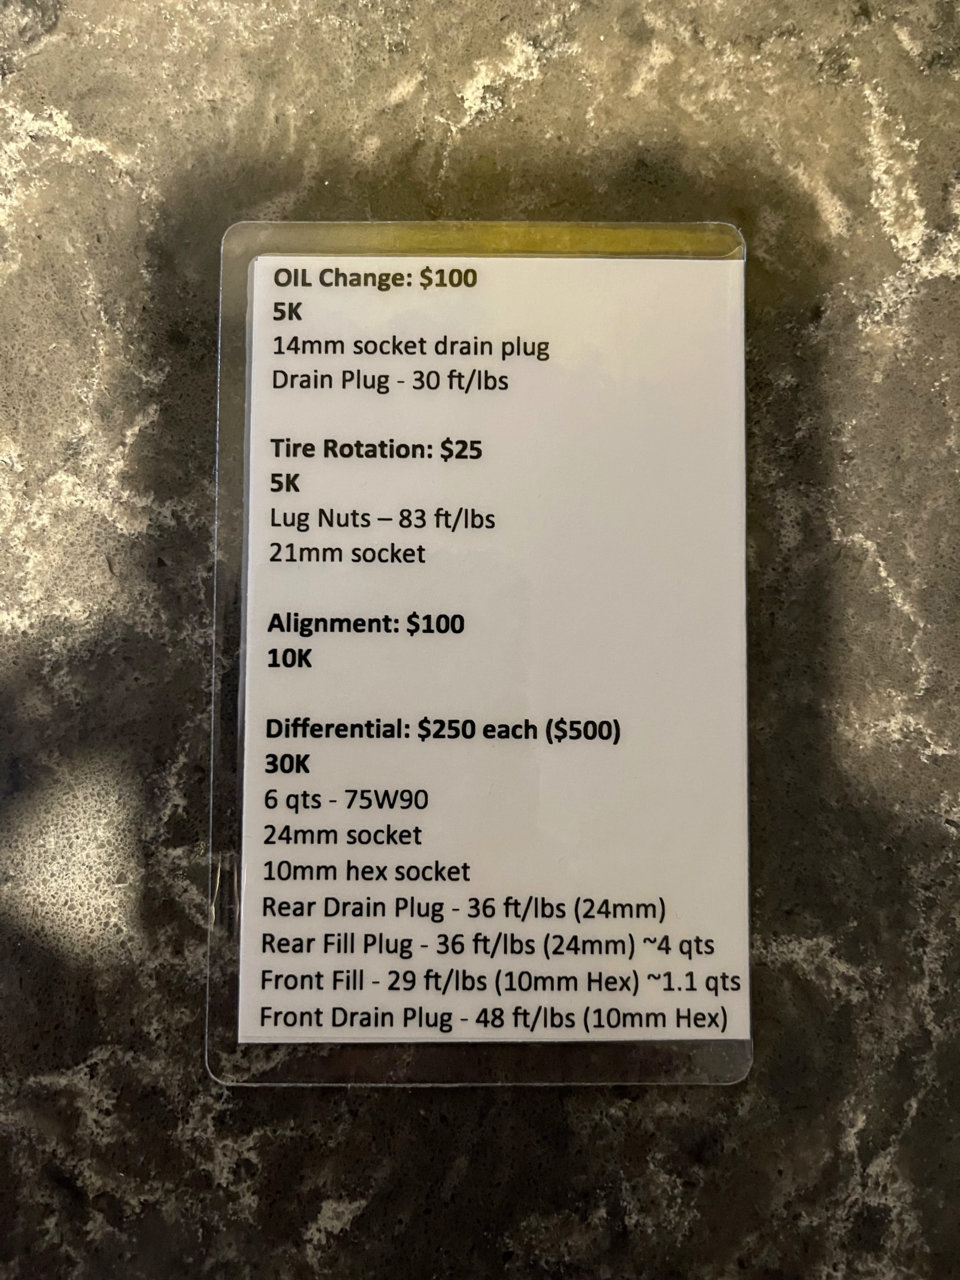 OIL Change: $100
5K
14mm socket drain plug
Drain Plug - 30 ft/lbs
Tire Rotation: $25
5K
Lug Nuts – 83 ft/lbs
21mm socket
Alignment: $100
10K
Differential: $250 each ($500)
30K
6 qts - 75W90
24mm socket
10mm hex socket
Rear Drain Plug - 36 ft/lbs (24mm)
Rear Fill Plug - 36 ft/lbs (24mm) ~4 qts
Front Fill - 29 ft/lbs (10mm Hex) ~1.1 qts
Front Drain Plug - 48 ft/lbs (10mm Hex)